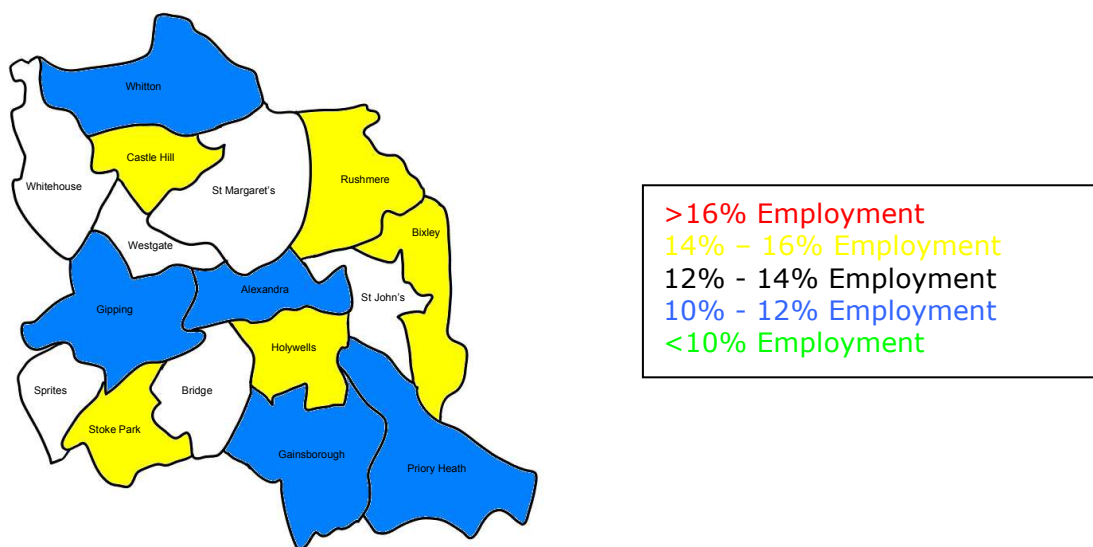 Whitton
Castle Hill
Whitehouse
St Margaret's
Rushmere
Bixley
Westgate
Alexandra
St John's
Gipping
Holywells
Sprites
Bridge
Stoke Park
Gainsborough
Priory Heath
>16% Employment
14% – 16% Employment
12% - 14% Employment
10% - 12% Employment
<10% Employment